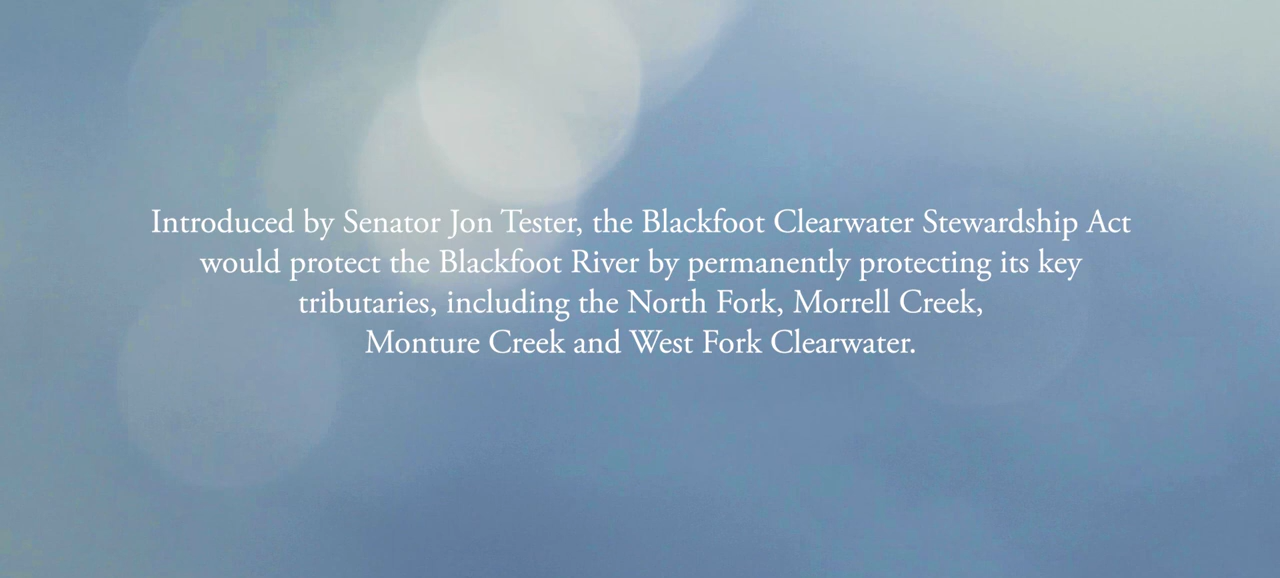 Introduced by Senator Jon Tester, the Blackfoot Clearwater Stewardship Act
would protect the Blackfoot River by permanently protecting its key
tributaries, including the North Fork, Morrell Creek,
Monture Creek and West Fork Clearwater.